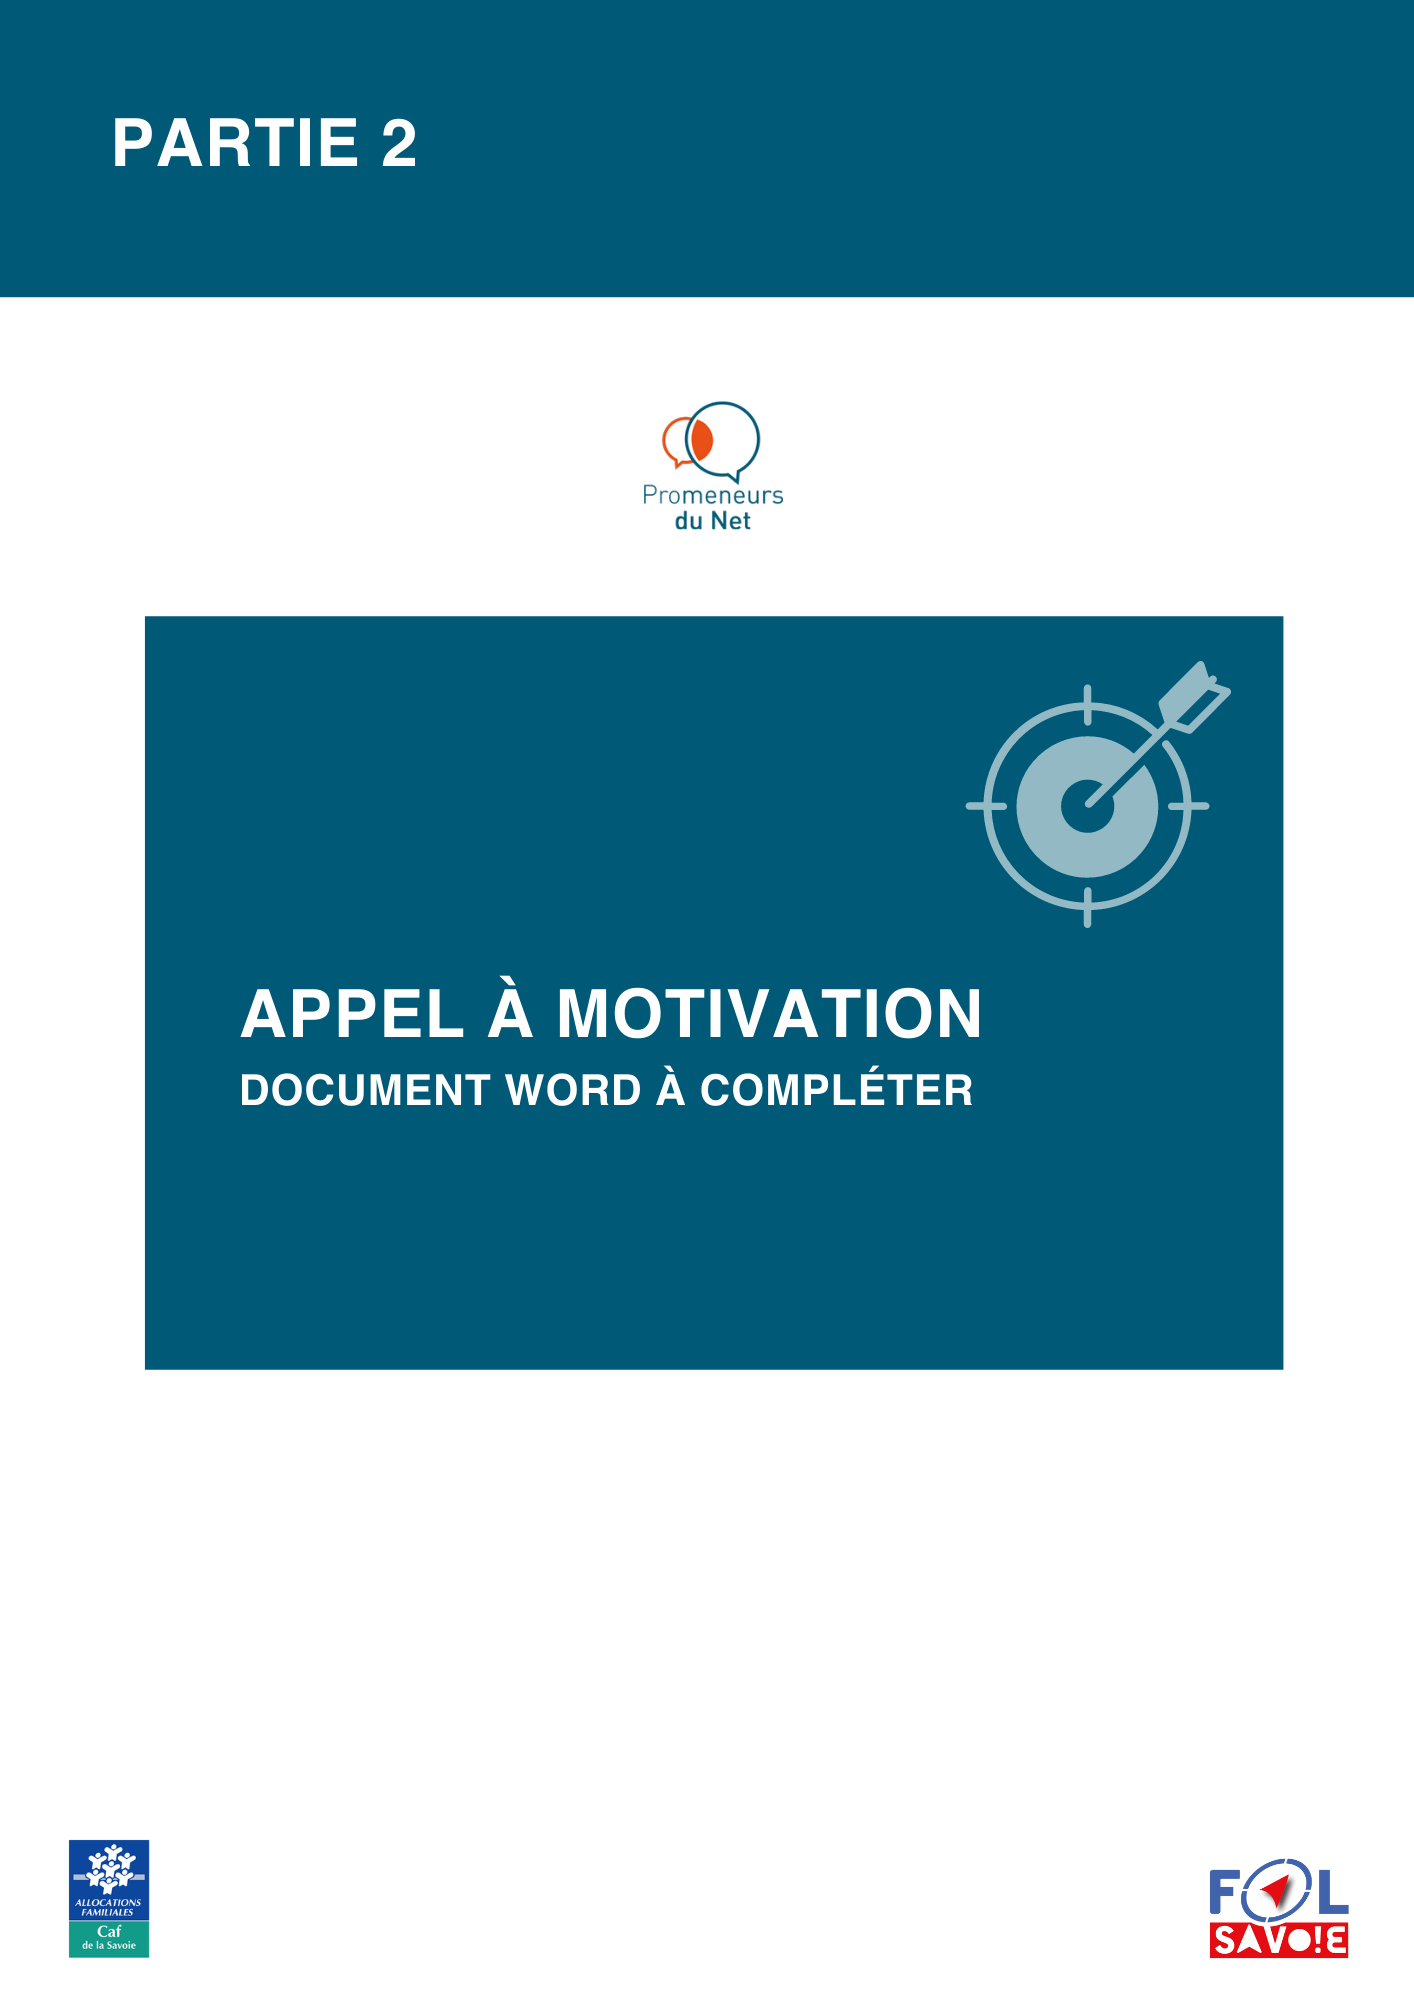 PARTIE 2
Promeneurs
du Net
APPEL À MOTIVATION
DOCUMENT WORD À COMPLÉTER
ALLOCATIONS
FAMILIALES
Caf
de la Savoie
FOL
SAVOIE